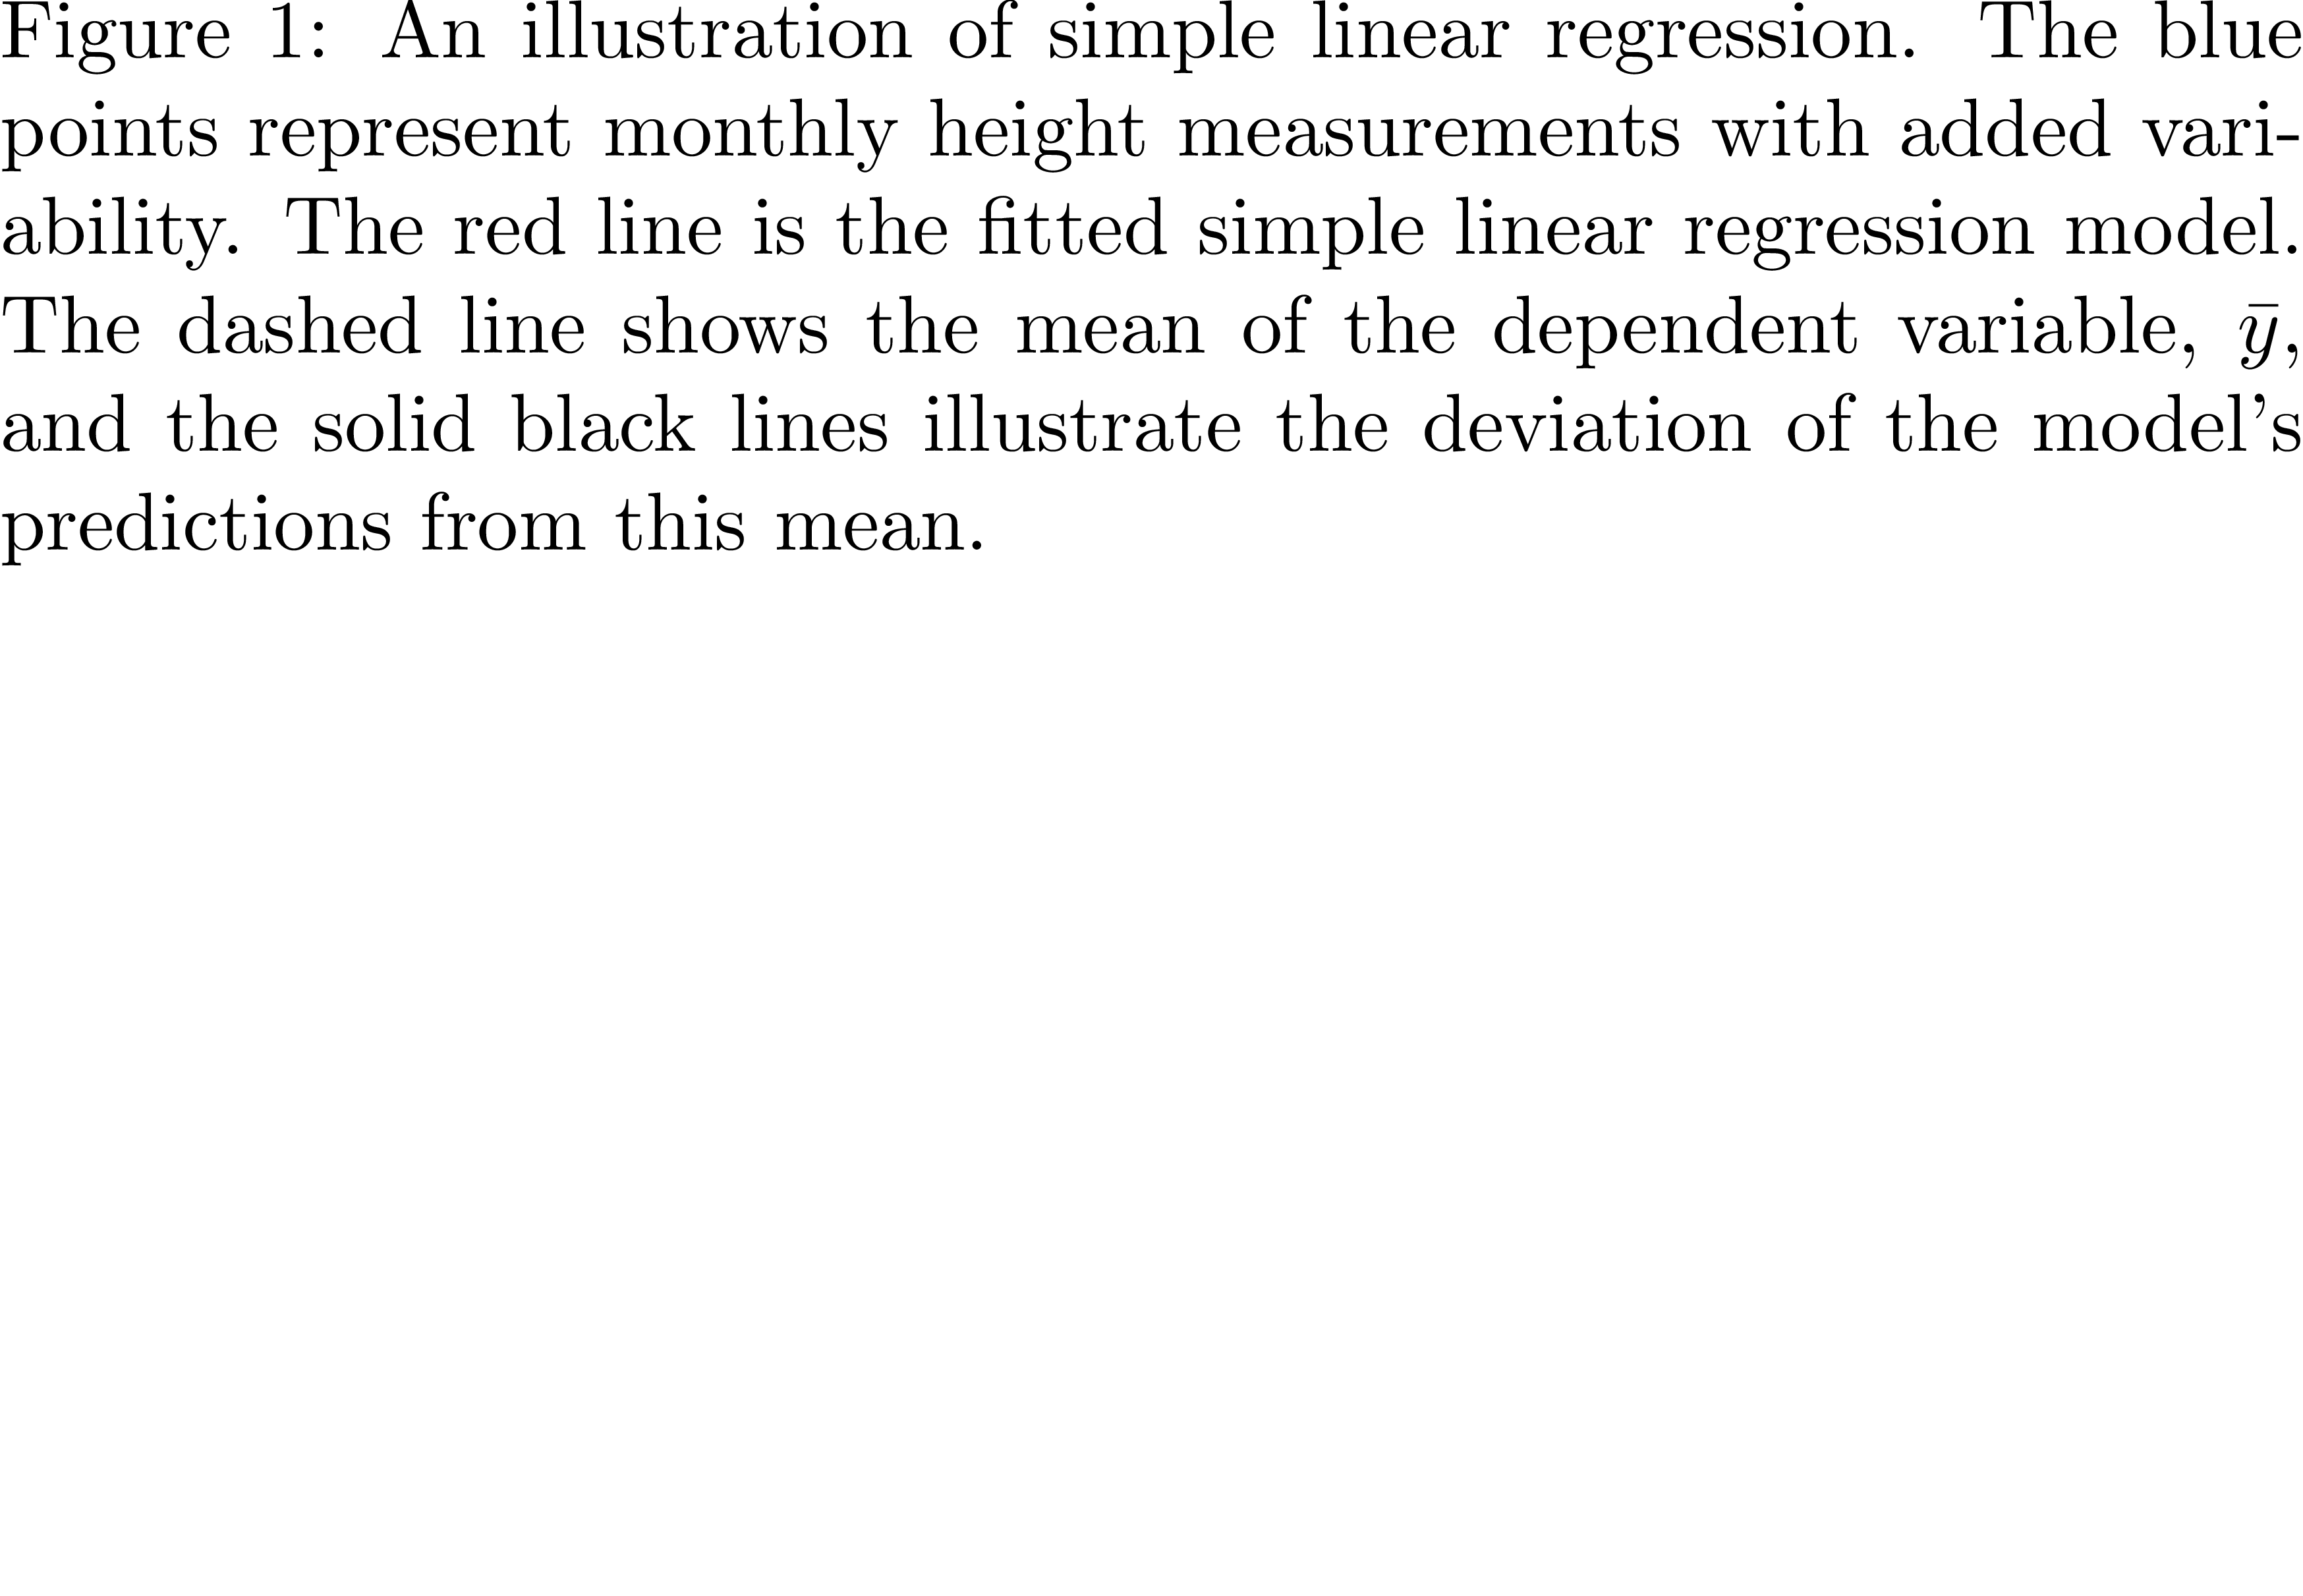 Figure 1: An illustration of simple linear regression. The blue
points represent monthly height measurements with added vari-
ability. The red line is the fitted simple linear regression model.
The dashed line shows the mean of the dependent variable, ȳ,
and the solid black lines illustrate the deviation of the model’s
predictions from this mean.